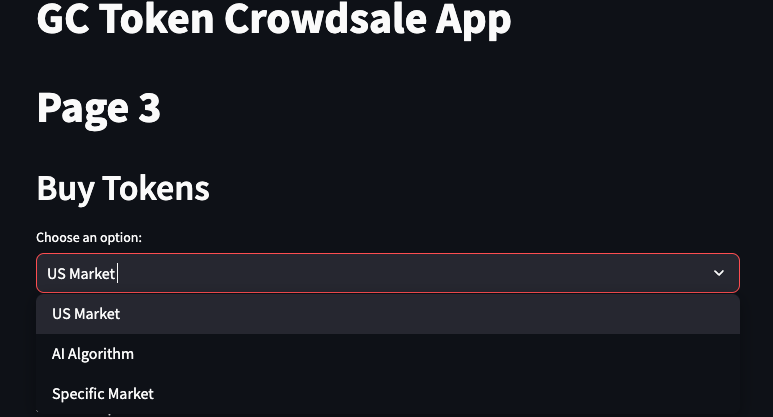 GC Token Crowdsale App
Page 3
Buy Tokens
Choose an option:
US Market
US Market
AI Algorithm
Specific Market